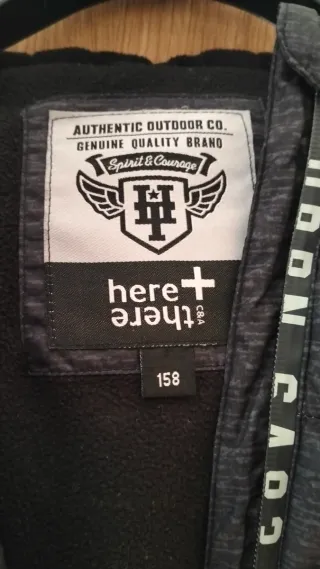 AUTHENTIC OUTDOOR CO.
GENUINE QUALITY BRAND
Spirit & Courage
HT
here +
there
C&A
158